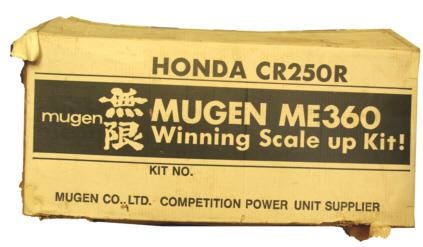 HONDA CR250R
mugen 無限 MUGEN ME360
Winning Scale up Kit!
KIT NO.
MUGEN CO.,LTD. COMPETITION POWER UNIT SUPPLIER